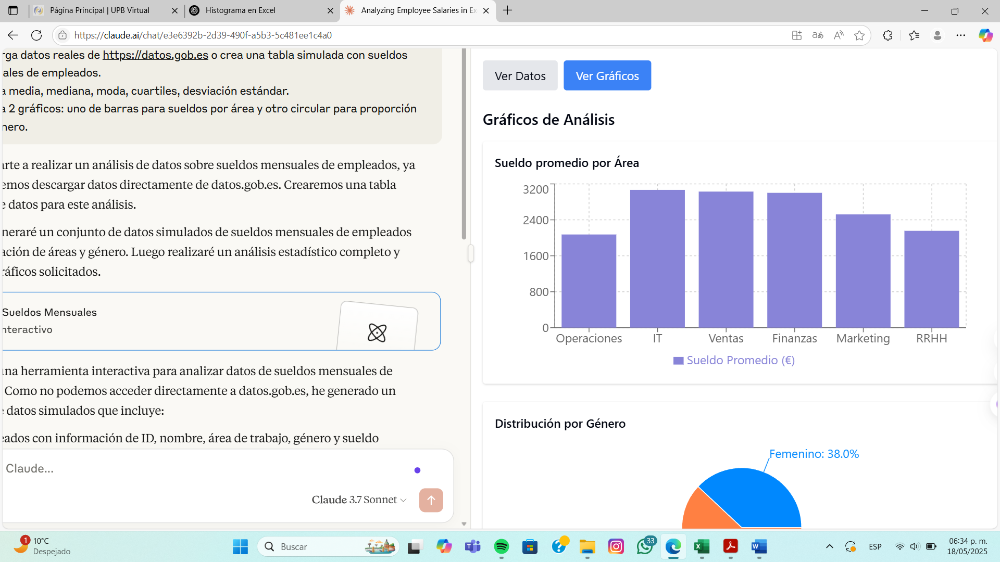 Página Principal | UPB Virtual
Histograma en Excel
Analyzing Employee Salaries in Ex
https://claude.ai/chat/e3e6392b-2d39-490f-a5b3-5c481ee1c4a0
rga datos reales de https://datos.gob.es o crea una tabla simulada con sueldos
ales de empleados.
a media, mediana, moda, cuartiles, desviación estándar.
a 2 gráficos: uno de barras para sueldos por área y otro circular para proporción
nero.
arte a realizar un análisis de datos sobre sueldos mensuales de empleados, ya
emos descargar datos directamente de datos.gob.es. Crearemos una tabla
e datos para este análisis.
neraré un conjunto de datos simulados de sueldos mensuales de empleados
ación de áreas y género. Luego realizaré un análisis estadístico completo y
ráficos solicitados.
Sueldos Mensuales
nteractivo
una herramienta interactiva para analizar datos de sueldos mensuales de
Como no podemos acceder directamente a datos.gob.es, he generado un
e datos simulados que incluye:
eados con información de ID, nombre, área de trabajo, género y sueldo
Claude...
Claude 3.7 Sonnet
Ver Datos
Ver Gráficos
Gráficos de Análisis
Sueldo promedio por Área
3200
2400
1600
800
0
Operaciones IT Ventas Finanzas Marketing RRHH
Sueldo Promedio (€)
Distribución por Género
Femenino: 38.0%
1
10°C
Despejado
Buscar
33
ESP
06:34 p. m.
18/05/2025